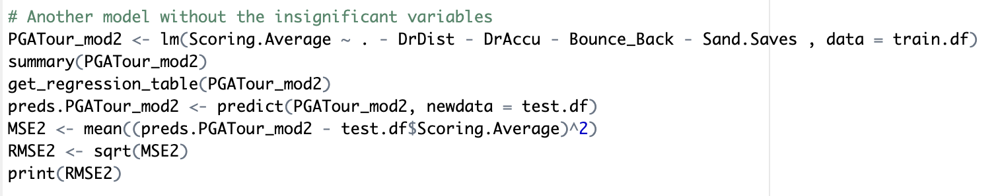 # Another model without the insignificant variables
PGATour_mod2 <- lm(Scoring.Average ~ . - DrDist - DrAccu - Bounce_Back - Sand.Saves , data = train.df)
summary(PGATour_mod2)
get_regression_table(PGATour_mod2)
preds.PGATour_mod2 <- predict(PGATour_mod2, newdata = test.df)
MSE2 <- mean((preds.PGATour_mod2 - test.df$Scoring.Average)^2)
RMSE2 <- sqrt(MSE2)
print(RMSE2)